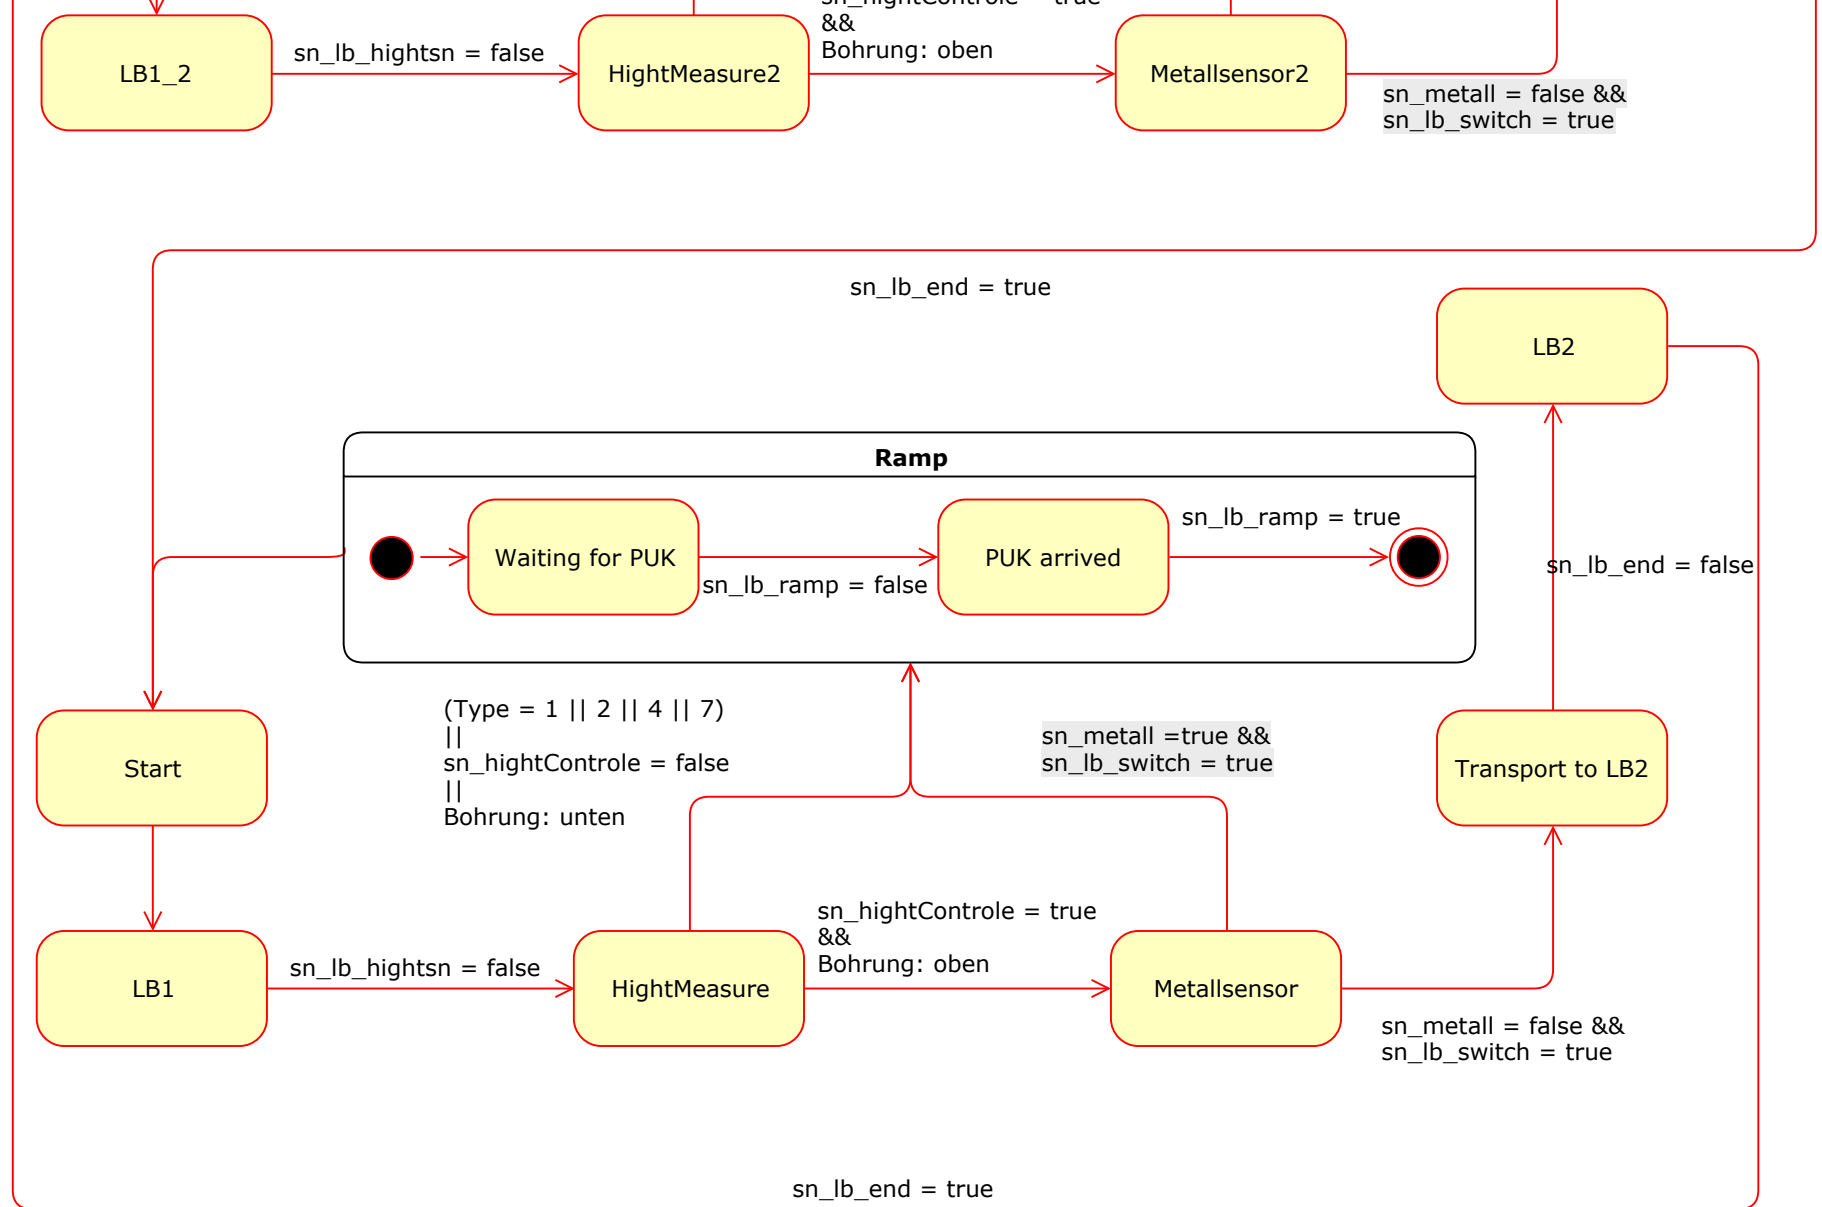 sn_hightControle = true
&&
Bohrung: oben
LB1_2
sn_lb_hightsn = false
HightMeasure2
Metallsensor2
sn_metall = false &&
sn_lb_switch = true
sn_lb_end = true
LB2
Ramp
Waiting for PUK
sn_lb_ramp = false
PUK arrived
sn_lb_ramp = true
sn_lb_end = false
(Type = 1 || 2 || 4 || 7)
||
sn_hightControle = false
||
Bohrung: unten
sn_metall =true &&
sn_lb_switch = true
Start
Transport to LB2
sn_hightControle = true
&&
Bohrung: oben
LB1
sn_lb_hightsn = false
HightMeasure
Metallsensor
sn_metall = false &&
sn_lb_switch = true
sn_lb_end = true